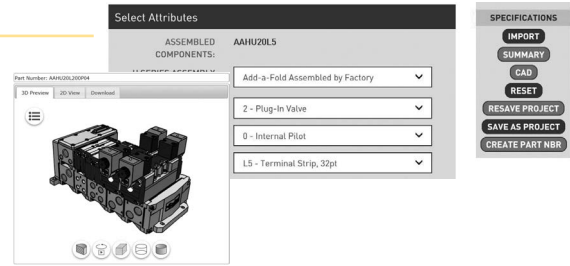 Select Attributes
ASSEMBLED
COMPONENTS:
AAHU20L5
Add-a-Fold Assembled by Factory
2 - Plug-In Valve
0 - Internal Pilot
L5 - Terminal Strip, 32pt
Part Number: AAHU20L200P04
3D Preview 2D View Download
SPECIFICATIONS
IMPORT
SUMMARY
CAD
RESET
RESAVE PROJECT
SAVE AS PROJECT
CREATE PART NBR